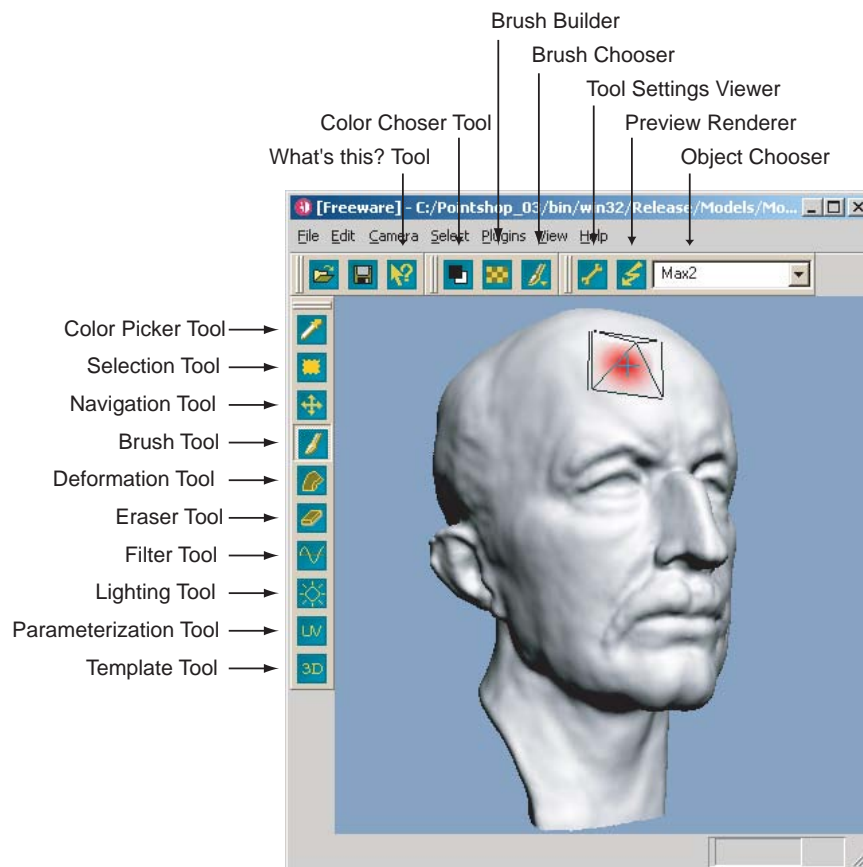 Brush Builder
Brush Chooser
Tool Settings Viewer
Color Choser Tool
Preview Renderer
What's this? Tool
Object Chooser
[Freeware] - C:/Pointshop_03/bin/win32/Release/Models/Mo...
File Edit Camera Select Plugins View Help
Max2
Color Picker Tool
Selection Tool
Navigation Tool
Brush Tool
Deformation Tool
Eraser Tool
Filter Tool
Lighting Tool
Parameterization Tool
UV
Template Tool
3D